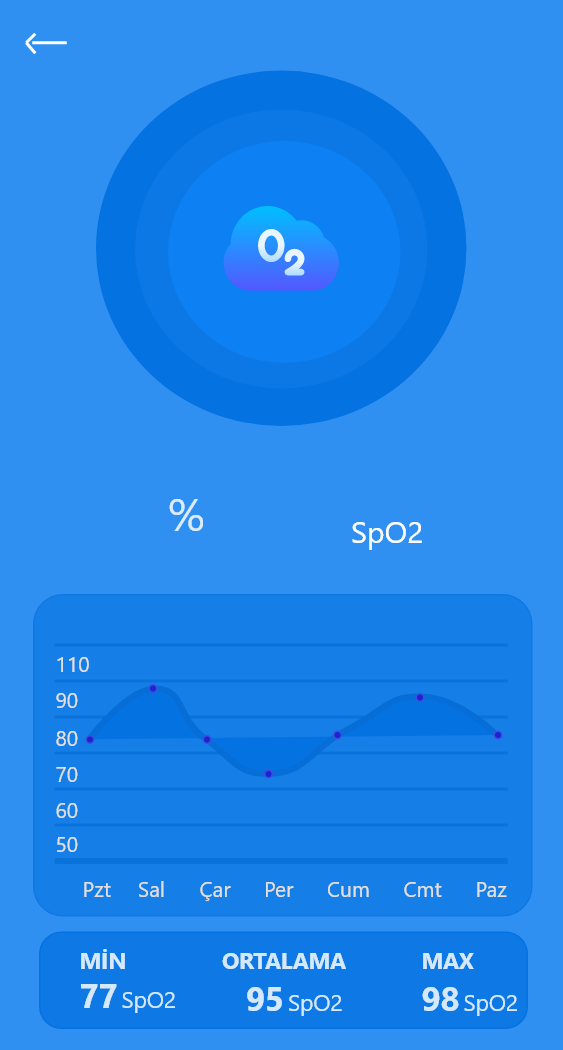 O2
% SpO2
110
90
80
70
60
50
Pzt Sal Çar Per Cum Cmt Paz
MİN ORTALAMA MAX
77 SpO2 95 SpO2 98 SpO2